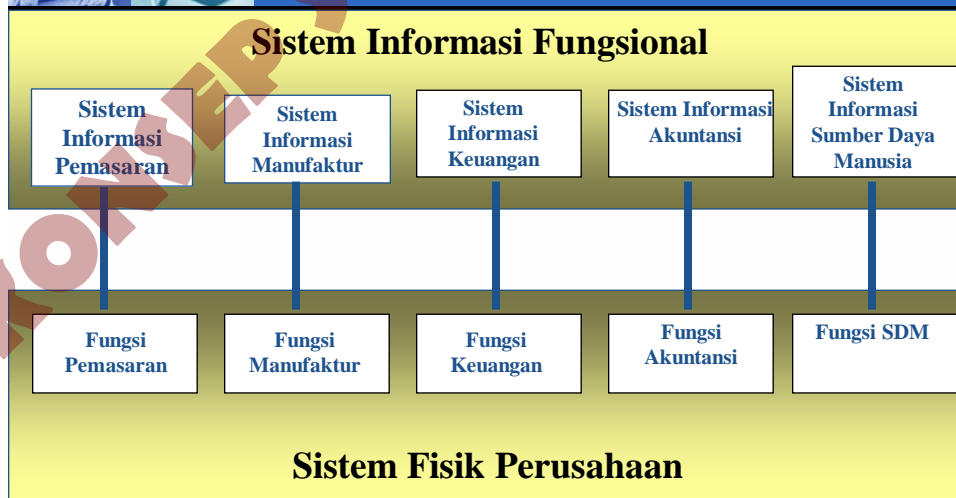 Sistem Informasi Fungsional
Sistem
Informasi
Pemasaran
Sistem
Informasi
Manufaktur
Sistem
Informasi
Keuangan
Sistem Informasi
Akuntansi
Sistem
Informasi
Sumber Daya
Manusia
Fungsi
Pemasaran
Fungsi
Manufaktur
Fungsi
Keuangan
Fungsi
Akuntansi
Fungsi SDM
Sistem Fisik Perusahaan
KONSEP